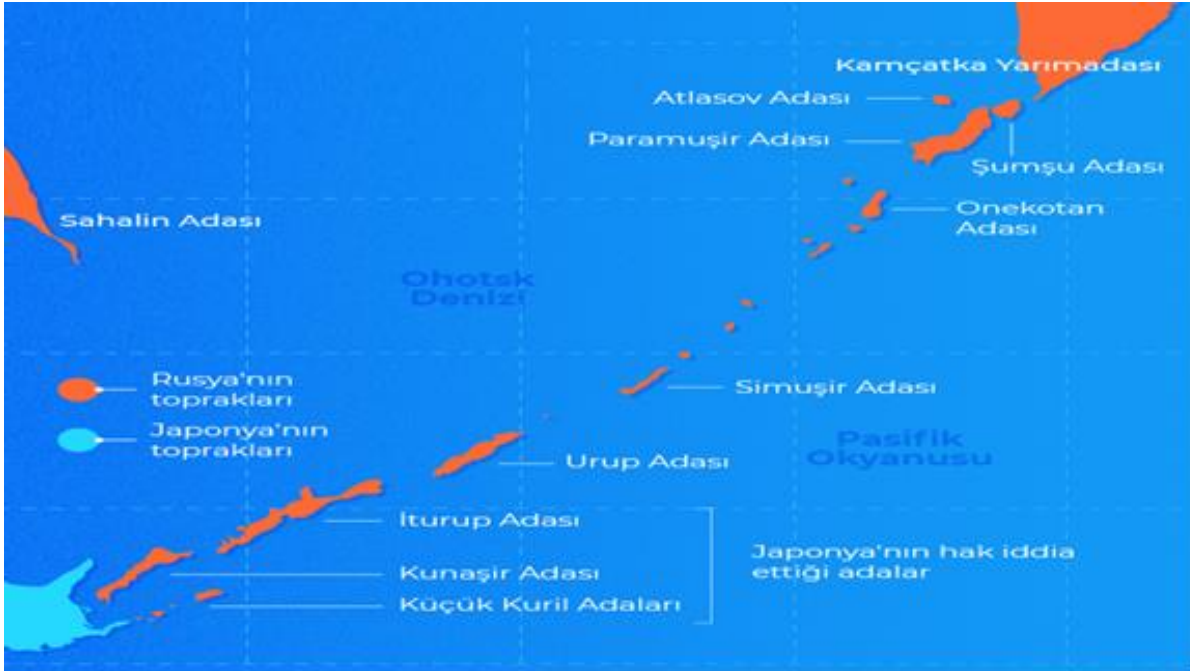 Kamçatka Yarımadası
Atlasov Adası
Paramuşir Adası
Şumşu Adası
Sahalin Adası
Onekotan
Adası
Ohotsk
Denizi
Rusya'nın
toprakları
Simuşir Adası
Japonya'nın
toprakları
Pasifik
Okyanusu
Urup Adası
İturup Adası
Japonya'nın hak iddia
ettiği adalar
Kunaşir Adası
Küçük Kuril Adaları